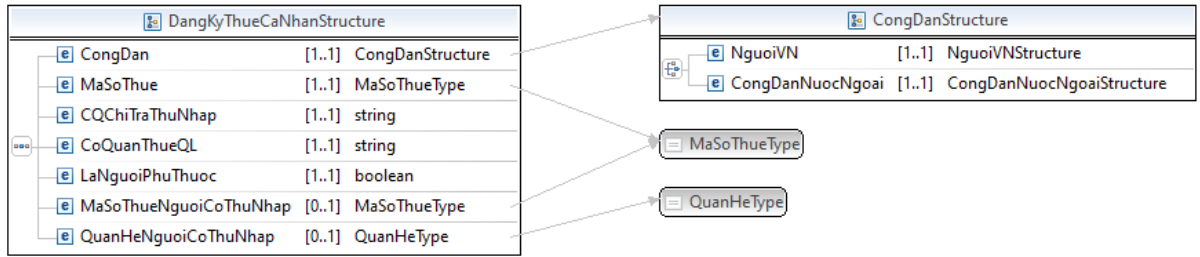 DangKyThueCaNhanStructure
e CongDan [1..1] CongDanStructure
e MaSoThue [1..1] MaSoThueType
e CQChiTraThuNhap [1..1] string
e CoQuanThueQL [1..1] string
e LaNguoiPhuThuoc [1..1] boolean
e MaSoThueNguoiCoThuNhap [0..1] MaSoThueType
e QuanHeNguoiCoThuNhap [0..1] QuanHeType
CongDanStructure
e NguoiVN [1..1] NguoiVNStructure
e CongDanNuocNgoai [1..1] CongDanNuocNgoaiStructure
MaSoThueType
QuanHeType